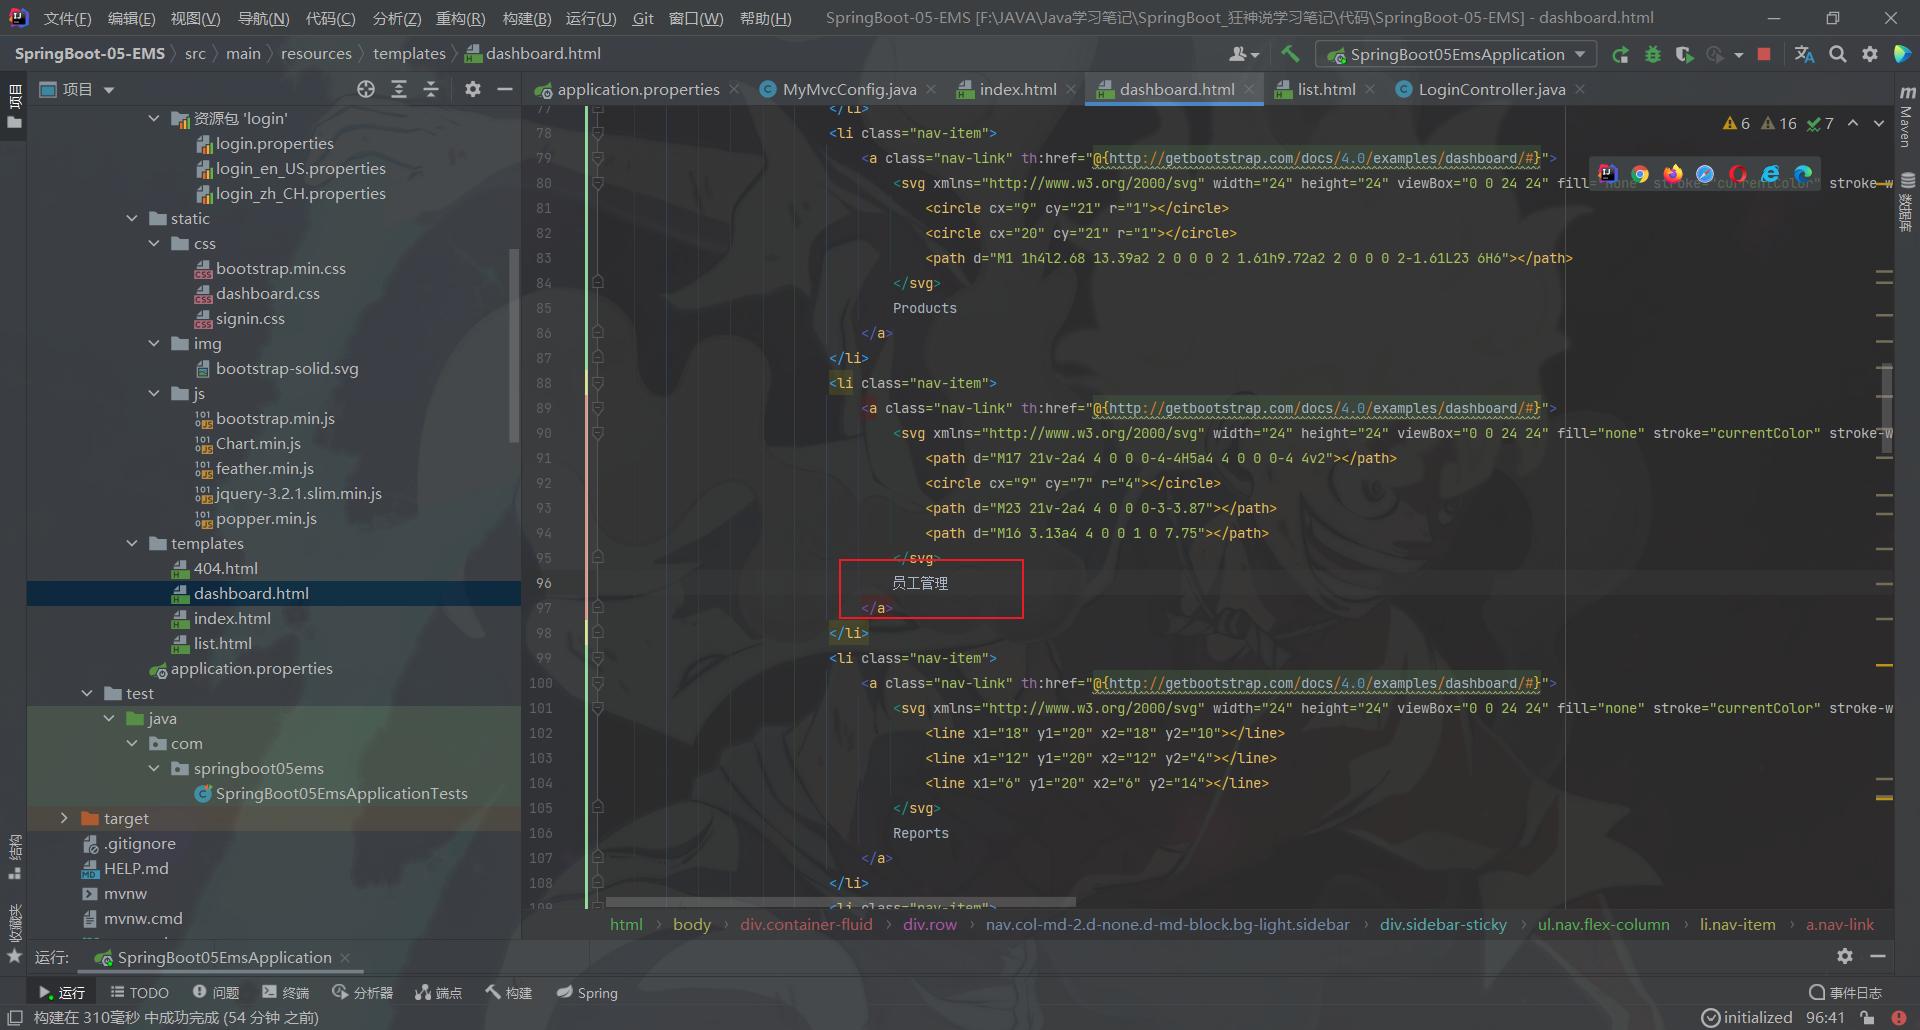 文件(F) 编辑(E) 视图(V) 导航(N) 代码(C) 分析(Z) 重构(R) 构建(B) 运行(U) Git 窗口(W) 帮助(H) SpringBoot-05-EMS [F:\JAVA\Java学习笔记\SpringBoot_狂神说学习笔记\代码\SpringBoot-05-EMS] - dashboard.html
SpringBoot-05-EMS src main resources templates dashboard.html SpringBoot05EmsApplication
项目 application.properties MyMvcConfig.java index.html dashboard.html list.html LoginController.java
项目
Maven
数据库
结构
收藏夹
资源包 'login'
login.properties
login_en_US.properties
login_zh_CH.properties
static
css
bootstrap.min.css
dashboard.css
signin.css
img
bootstrap-solid.svg
js
bootstrap.min.js
Chart.min.js
feather.min.js
jquery-3.2.1.slim.min.js
popper.min.js
templates
404.html
dashboard.html
index.html
list.html
application.properties
test
java
com
springboot05ems
SpringBoot05EmsApplicationTests
target
.gitignore
HELP.md
mvnw
mvnw.cmd
6 16 7
77 </li>
78 <li class="nav-item">
79 <a class="nav-link" th:href="@{http://getbootstrap.com/docs/4.0/examples/dashboard/#}">
80 <svg xmlns="http://www.w3.org/2000/svg" width="24" height="24" viewBox="0 0 24 24" fill="none" stroke="currentColor" stroke-w
81 <circle cx="9" cy="21" r="1"></circle>
82 <circle cx="20" cy="21" r="1"></circle>
83 <path d="M1 1h4l2.68 13.39a2 2 0 0 0 2 1.61h9.72a2 2 0 0 0 2-1.61L23 6H6"></path>
84 </svg>
85 Products
86 </a>
87 </li>
88 <li class="nav-item">
89 <a class="nav-link" th:href="@{http://getbootstrap.com/docs/4.0/examples/dashboard/#}">
90 <svg xmlns="http://www.w3.org/2000/svg" width="24" height="24" viewBox="0 0 24 24" fill="none" stroke="currentColor" stroke-w
91 <path d="M17 21v-2a4 4 0 0 0-4-4H5a4 4 0 0 0-4 4v2"></path>
92 <circle cx="9" cy="7" r="4"></circle>
93 <path d="M23 21v-2a4 4 0 0 0-3-3.87"></path>
94 <path d="M16 3.13a4 4 0 0 1 0 7.75"></path>
95 </svg>
96 员工管理
97 </a>
98 </li>
99 <li class="nav-item">
100 <a class="nav-link" th:href="@{http://getbootstrap.com/docs/4.0/examples/dashboard/#}">
101 <svg xmlns="http://www.w3.org/2000/svg" width="24" height="24" viewBox="0 0 24 24" fill="none" stroke="currentColor" stroke-w
102 <line x1="18" y1="20" x2="18" y2="10"></line>
103 <line x1="12" y1="20" x2="12" y2="4"></line>
104 <line x1="6" y1="20" x2="6" y2="14"></line>
105 </svg>
106 Reports
107 </a>
108 </li>
109 <li class="nav-item">
html body div.container-fluid div.row nav.col-md-2.d-none.d-md-block.bg-light.sidebar div.sidebar-sticky ul.nav.flex-column li.nav-item a.nav-link
运行: SpringBoot05EmsApplication
运行 TODO 问题 终端 分析器 端点 构建 Spring 事件日志
构建在 310毫秒 中成功完成 (54 分钟 之前) initialized 96:41